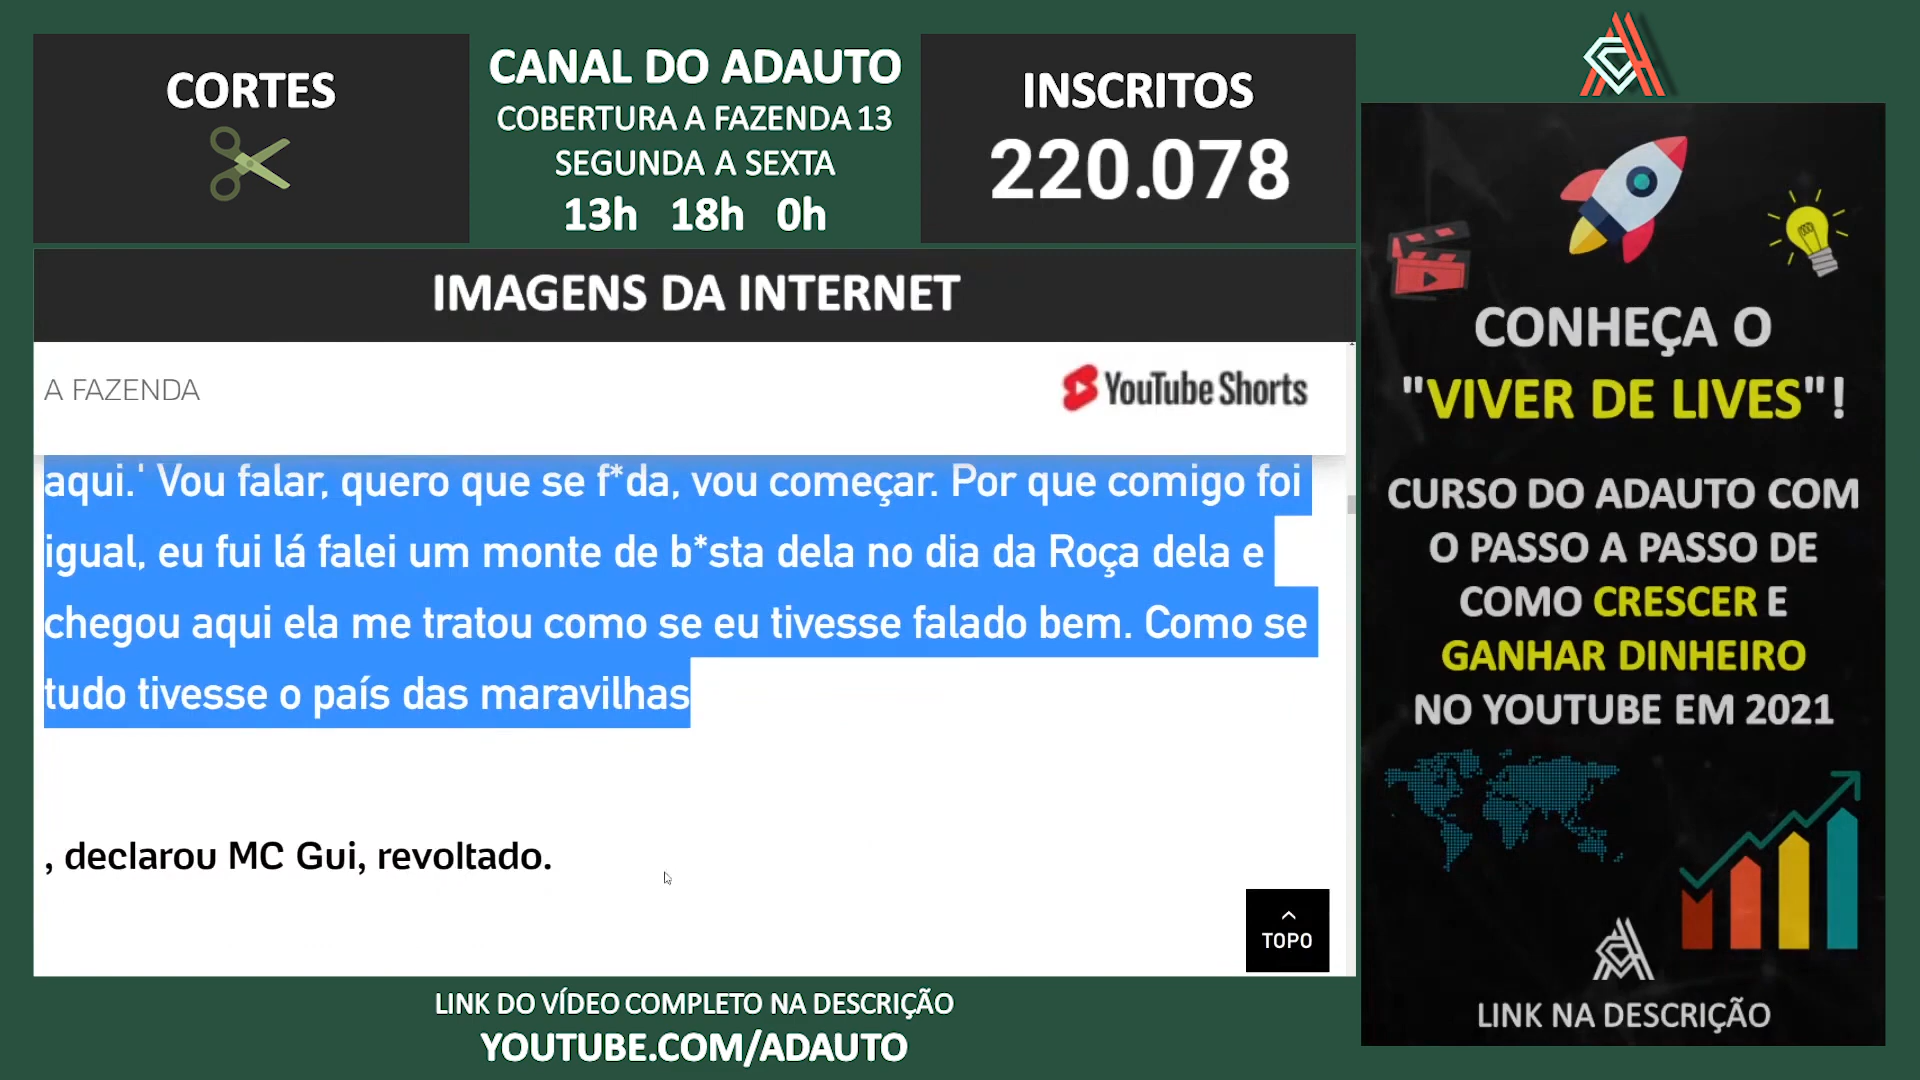 CORTES
CANAL DO ADAUTO
COBERTURA A FAZENDA 13
SEGUNDA A SEXTA
13h 18h 0h
INSCRITOS
220.078
IMAGENS DA INTERNET
A FAZENDA
YouTube Shorts
aqui.' Vou falar, quero que se f*da, vou começar. Por que comigo foi
igual, eu fui lá falei um monte de b*sta dela no dia da Roça dela e
chegou aqui ela me tratou como se eu tivesse falado bem. Como se
tudo tivesse o país das maravilhas
, declarou MC Gui, revoltado.
TOPO
LINK DO VÍDEO COMPLETO NA DESCRIÇÃO
YOUTUBE.COM/ADAUTO
CONHEÇA O
"VIVER DE LIVES"!
CURSO DO ADAUTO COM
O PASSO A PASSO DE
COMO CRESCER E
GANHAR DINHEIRO
NO YOUTUBE EM 2021
LINK NA DESCRIÇÃO